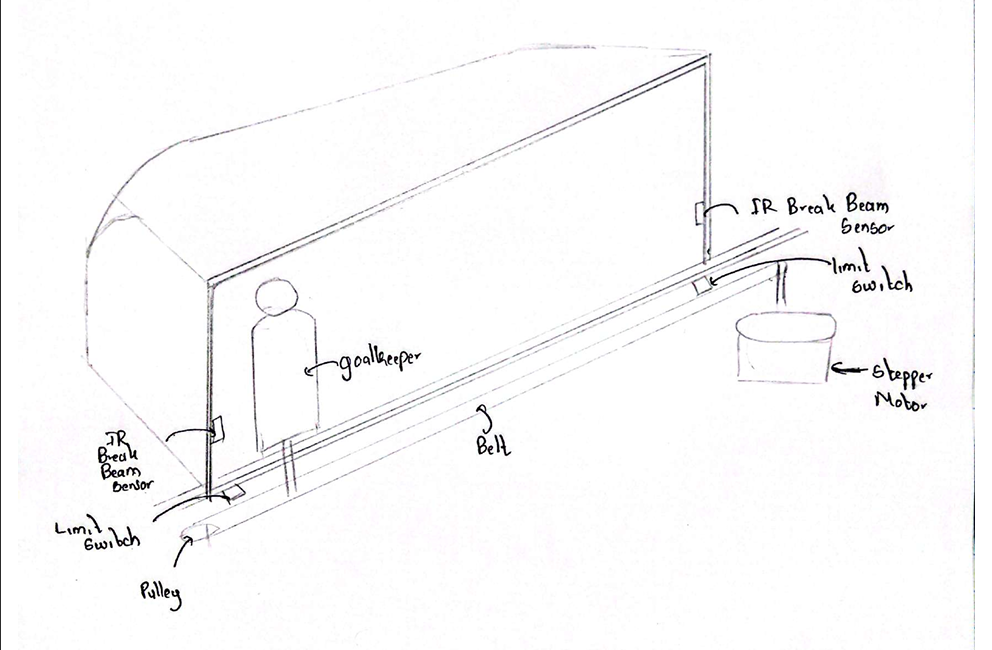 IR Break Beam
Sensor
limit
switch
goalkeeper
Stepper
Motor
Belt
IR
Break
Beam
Sensor
Limit
Switch
Pulley